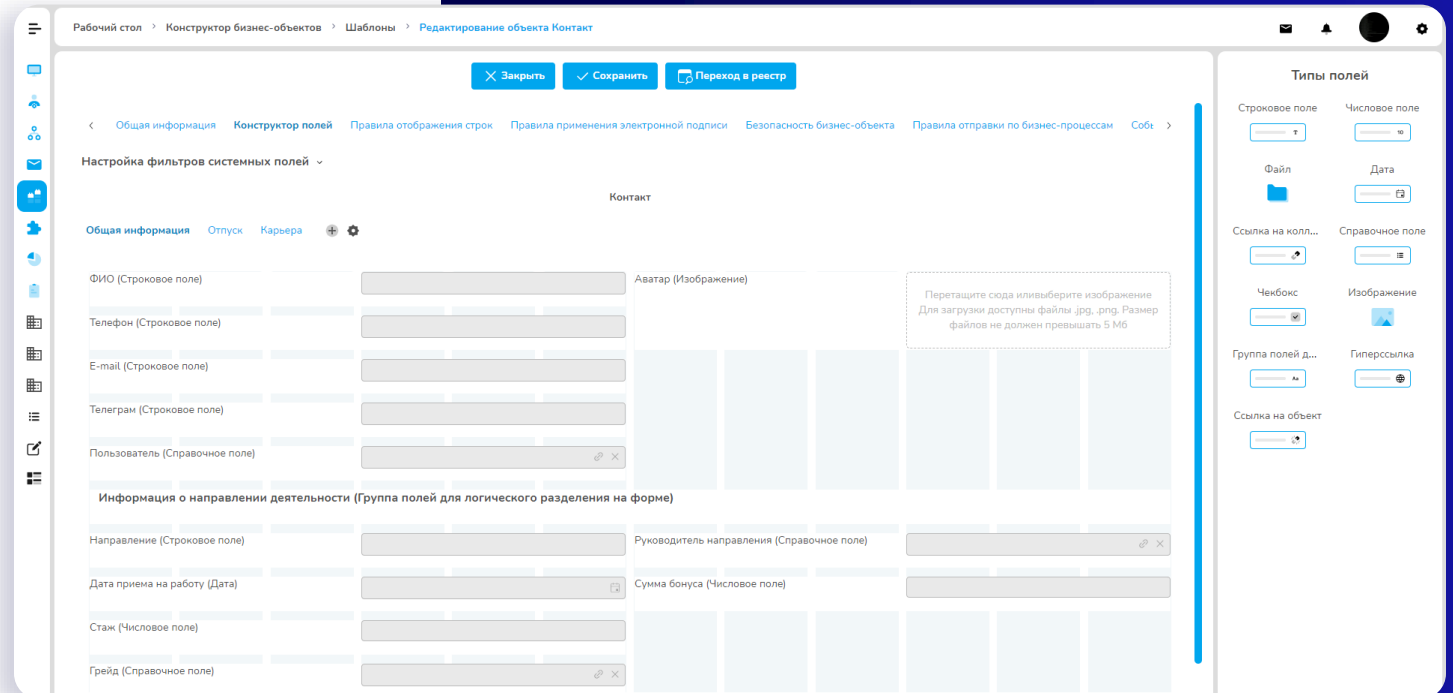 Рабочий стол > Конструктор бизнес-объектов > Шаблоны > Редактирование объекта Контакт
Закрыть
Сохранить
Переход в реестр
Общая информация Конструктор полей Правила отображения строк Правила применения электронной подписи Безопасность бизнес-объекта Правила отправки по бизнес-процессам Собы
Настройка фильтров системных полей
Контакт
Общая информация Отпуск Карьера
ФИО (Строковое поле)
Аватар (Изображение)
Перетащите сюда иливыберите изображение
Для загрузки доступны файлы .jpg, .png. Размер
файлов не должен превышать 5 Мб
Телефон (Строковое поле)
E-mail (Строковое поле)
Телеграм (Строковое поле)
Пользователь (Справочное поле)
Информация о направлении деятельности (Группа полей для логического разделения на форме)
Направление (Строковое поле)
Руководитель направления (Справочное поле)
Дата приема на работу (Дата)
Сумма бонуса (Числовое поле)
Стаж (Числовое поле)
Грейд (Справочное поле)
Типы полей
Строковое поле Числовое поле
Файл Дата
Ссылка на колл... Справочное поле
Чекбокс Изображение
Группа полей д... Гиперссылка
Ссылка на объект